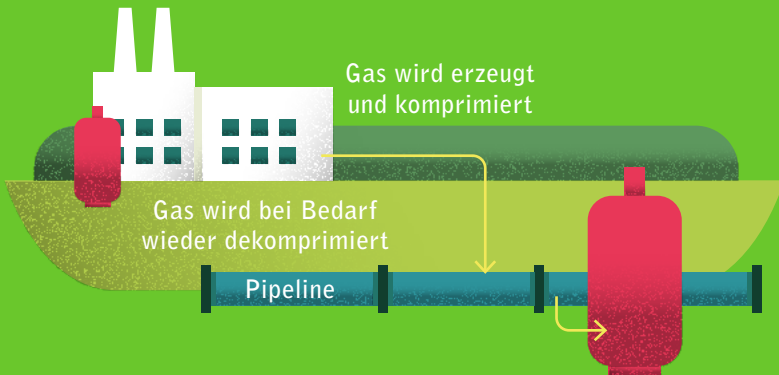 Gas wird erzeugt
und komprimiert
Gas wird bei Bedarf
wieder dekomprimiert
Pipeline